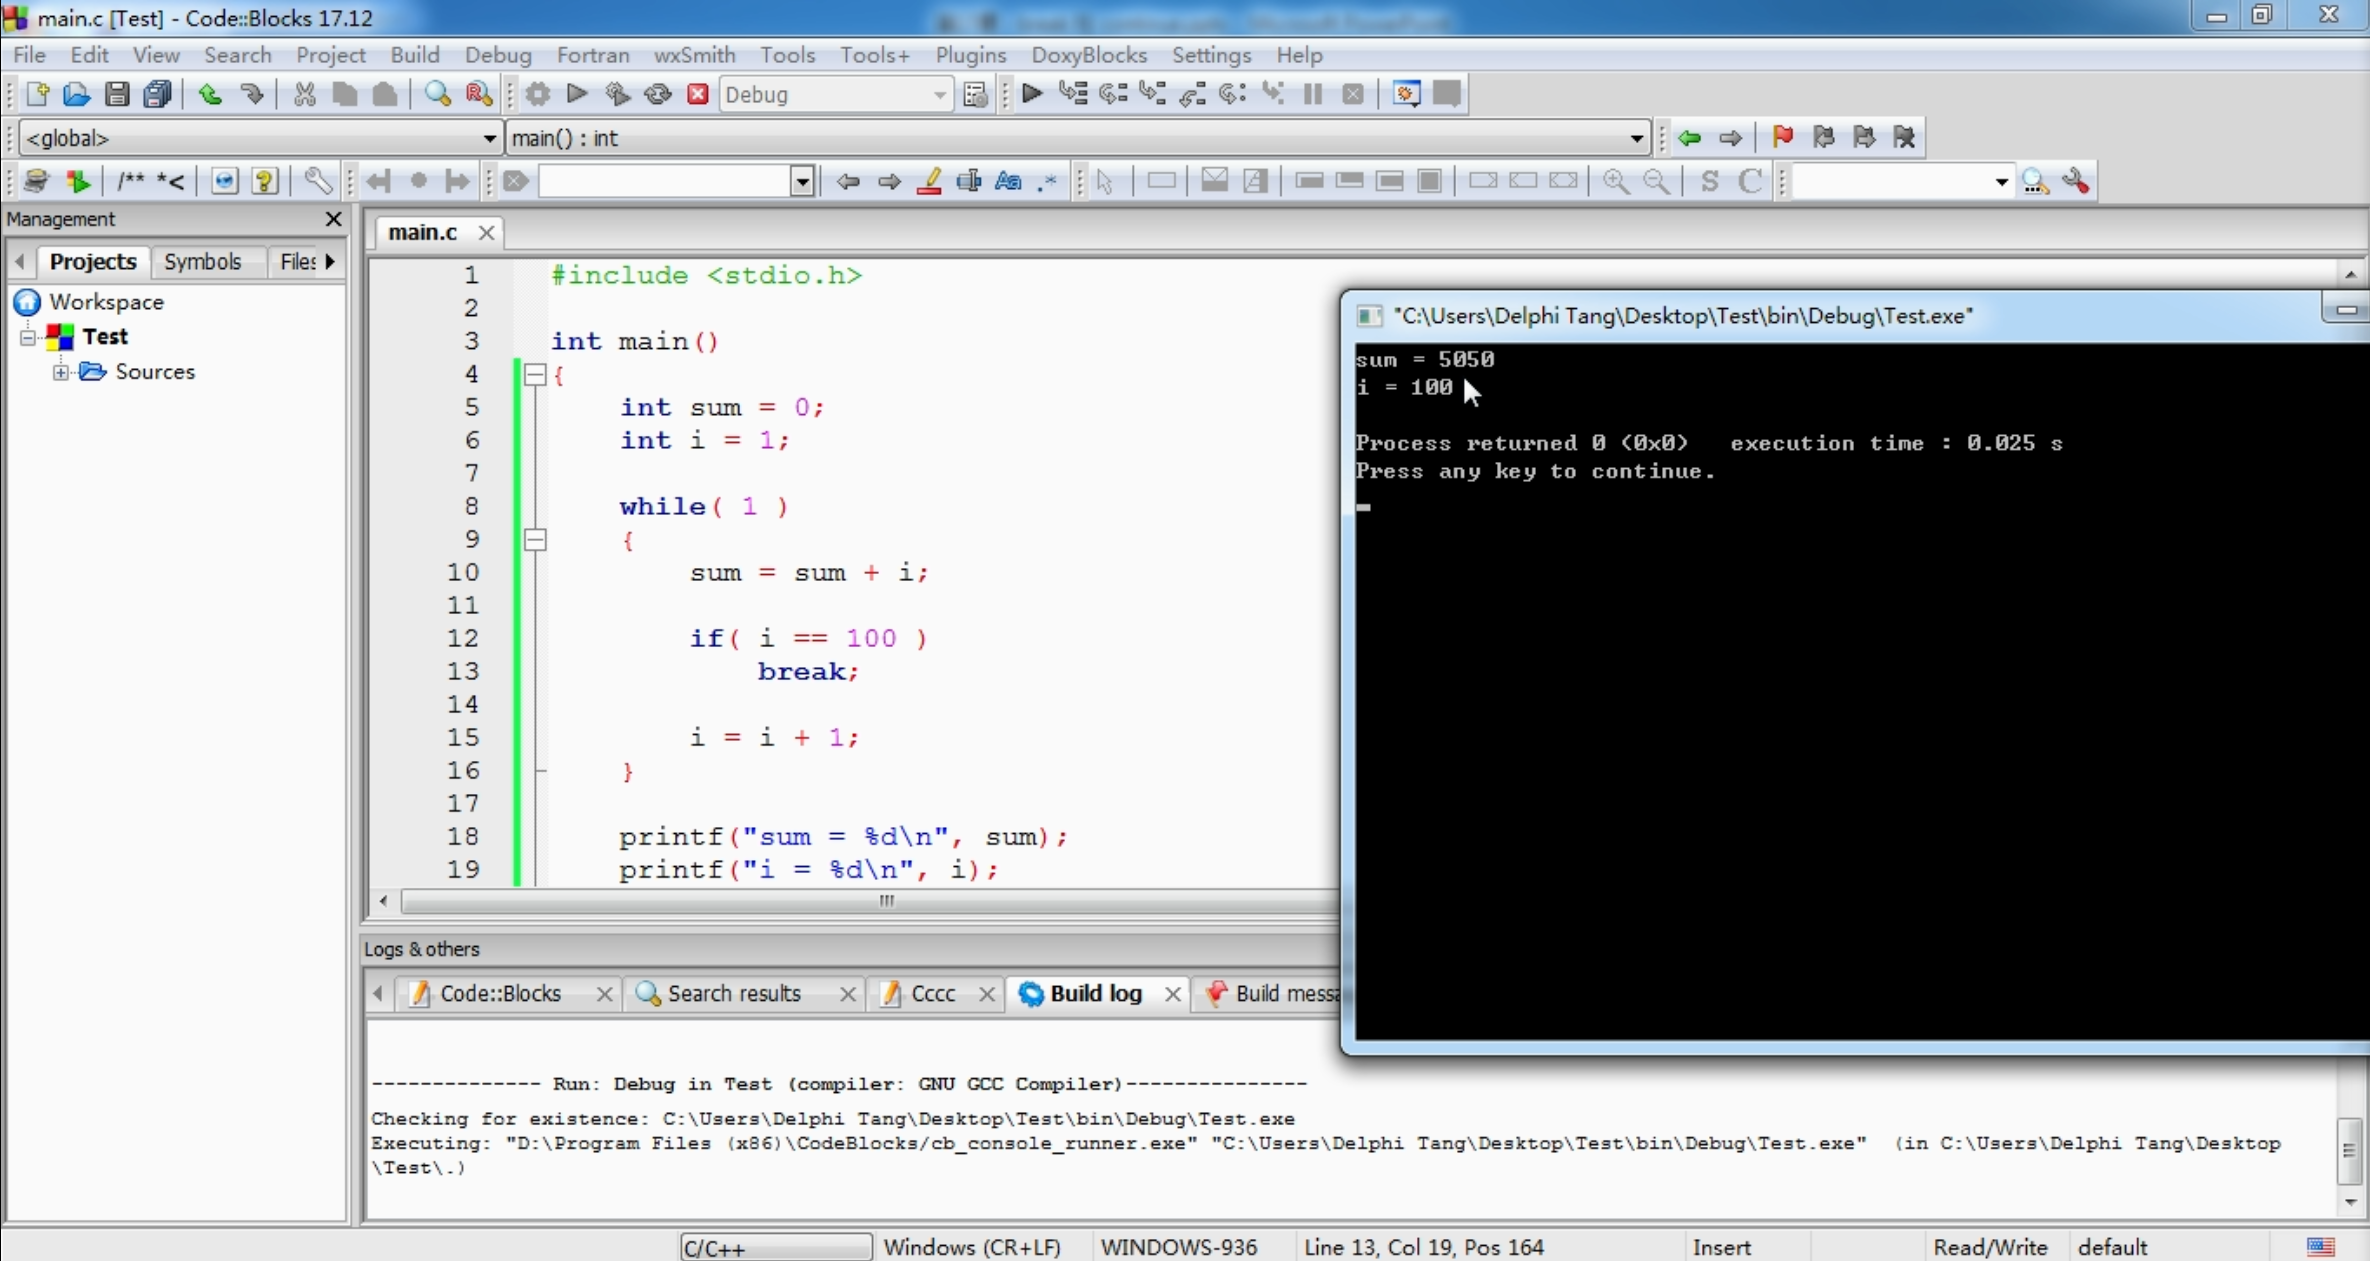 main.c [Test] - Code::Blocks 17.12
File Edit View Search Project Build Debug Fortran wxSmith Tools Tools+ Plugins DoxyBlocks Settings Help
Debug
<global> main() : int
/** *< Aa .* S C
Management
Projects Symbols Files
Workspace
Test
Sources
main.c
1 #include <stdio.h>
2
3 int main()
4 {
5 int sum = 0;
6 int i = 1;
7
8 while( 1 )
9 {
10 sum = sum + i;
11
12 if( i == 100 )
13 break;
14
15 i = i + 1;
16 }
17
18 printf("sum = %d\n", sum);
19 printf("i = %d\n", i);
"C:\Users\Delphi Tang\Desktop\Test\bin\Debug\Test.exe"
sum = 5050
i = 100
Process returned 0 (0x0) execution time : 0.025 s
Press any key to continue.
Logs & others
Code::Blocks Search results Cccc Build log Build messa
-------------- Run: Debug in Test (compiler: GNU GCC Compiler)---------------
Checking for existence: C:\Users\Delphi Tang\Desktop\Test\bin\Debug\Test.exe
Executing: "D:\Program Files (x86)\CodeBlocks/cb_console_runner.exe" "C:\Users\Delphi Tang\Desktop\Test\bin\Debug\Test.exe" (in C:\Users\Delphi Tang\Desktop
\Test\.)
C/C++ Windows (CR+LF) WINDOWS-936 Line 13, Col 19, Pos 164 Insert Read/Write default